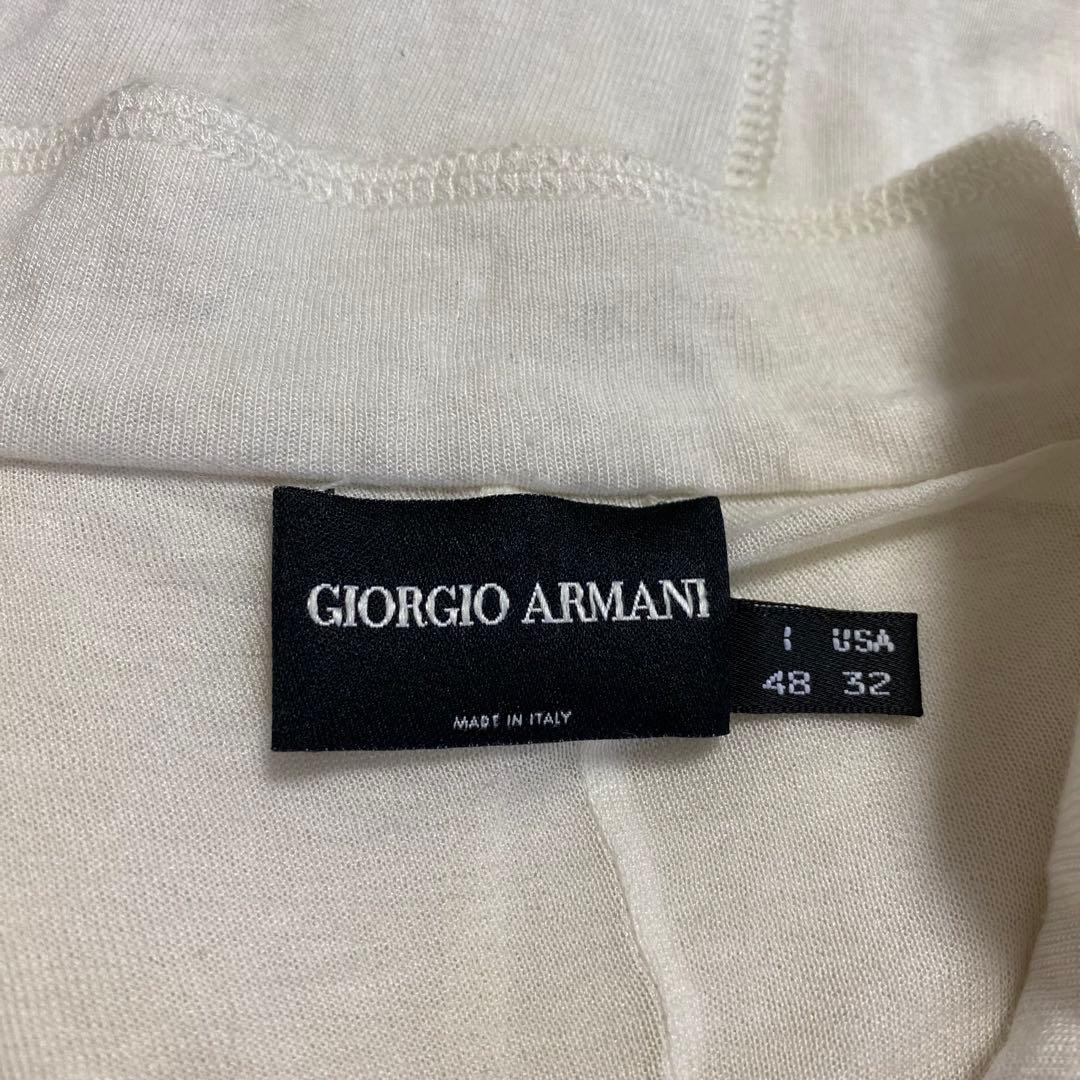 GIORGIO ARMANI
MADE IN ITALY
I USA
48 32